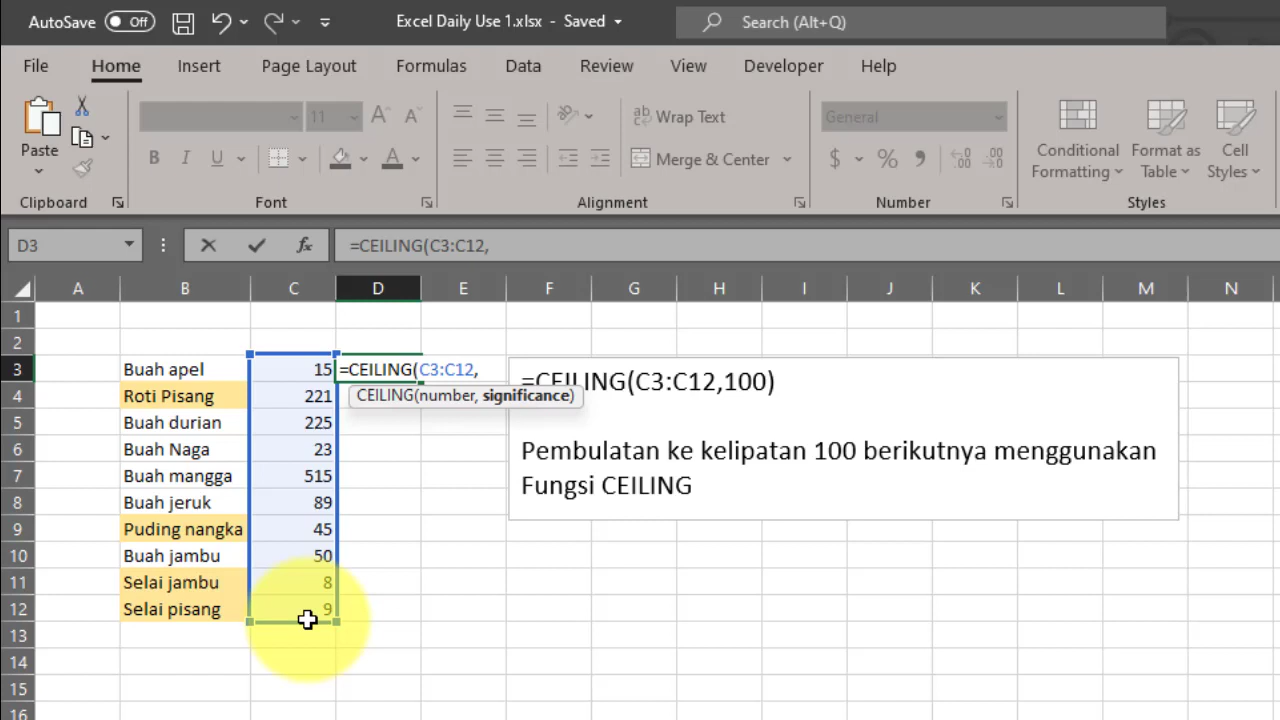 AutoSave Off Excel Daily Use 1.xlsx - Saved Search (Alt+Q)
File Home Insert Page Layout Formulas Data Review View Developer Help
Paste
11 A A
ab Wrap Text
General
B I U A
Merge & Center
$ % 9 .00
Conditional Formatting
Format as Table
Cell Styles
Clipboard Font Alignment Number Styles
D3 fx =CEILING(C3:C12,
A B C D E F G H I J K L M N
1
2
3 Buah apel 15 =CEILING(C3:C12, =CEILING(C3:C12,100)
4 Roti Pisang 221 CEILING(number, significance)
5 Buah durian 225
6 Buah Naga 23 Pembulatan ke kelipatan 100 berikutnya menggunakan
7 Buah mangga 515 Fungsi CEILING
8 Buah jeruk 89
9 Puding nangka 45
10 Buah jambu 50
11 Selai jambu 8
12 Selai pisang 9
13
14
15
16